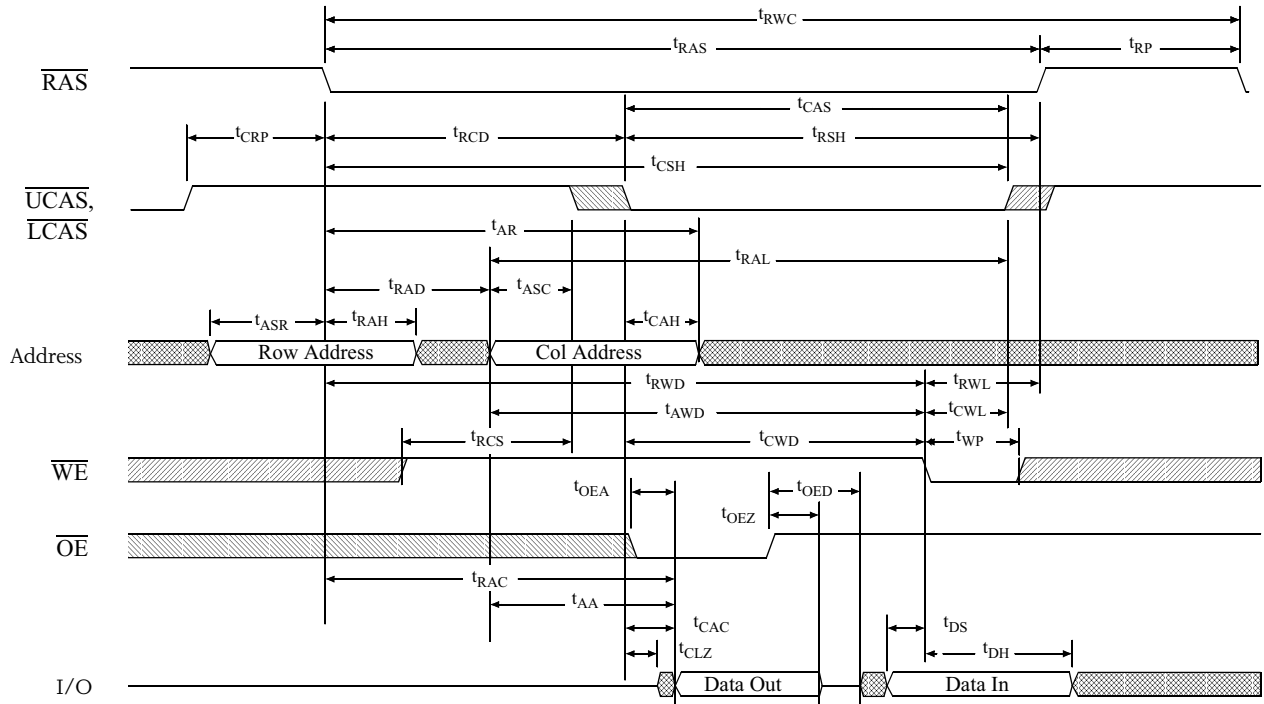 tRWC
tRAS
tRP
RAS
tCAS
tCRP
tRCD
tRSH
tCSH
UCAS,
LCAS
tAR
tRAL
tRAD
tASC
tASR
tRAH
tCAH
Address
Row Address
Col Address
tRWD
tRWL
tAWD
tCWL
tRCS
tCWD
tWP
WE
tOEA
tOED
tOEZ
OE
tRAC
tAA
tCAC
tDS
tCLZ
tDH
I/O
Data Out
Data In